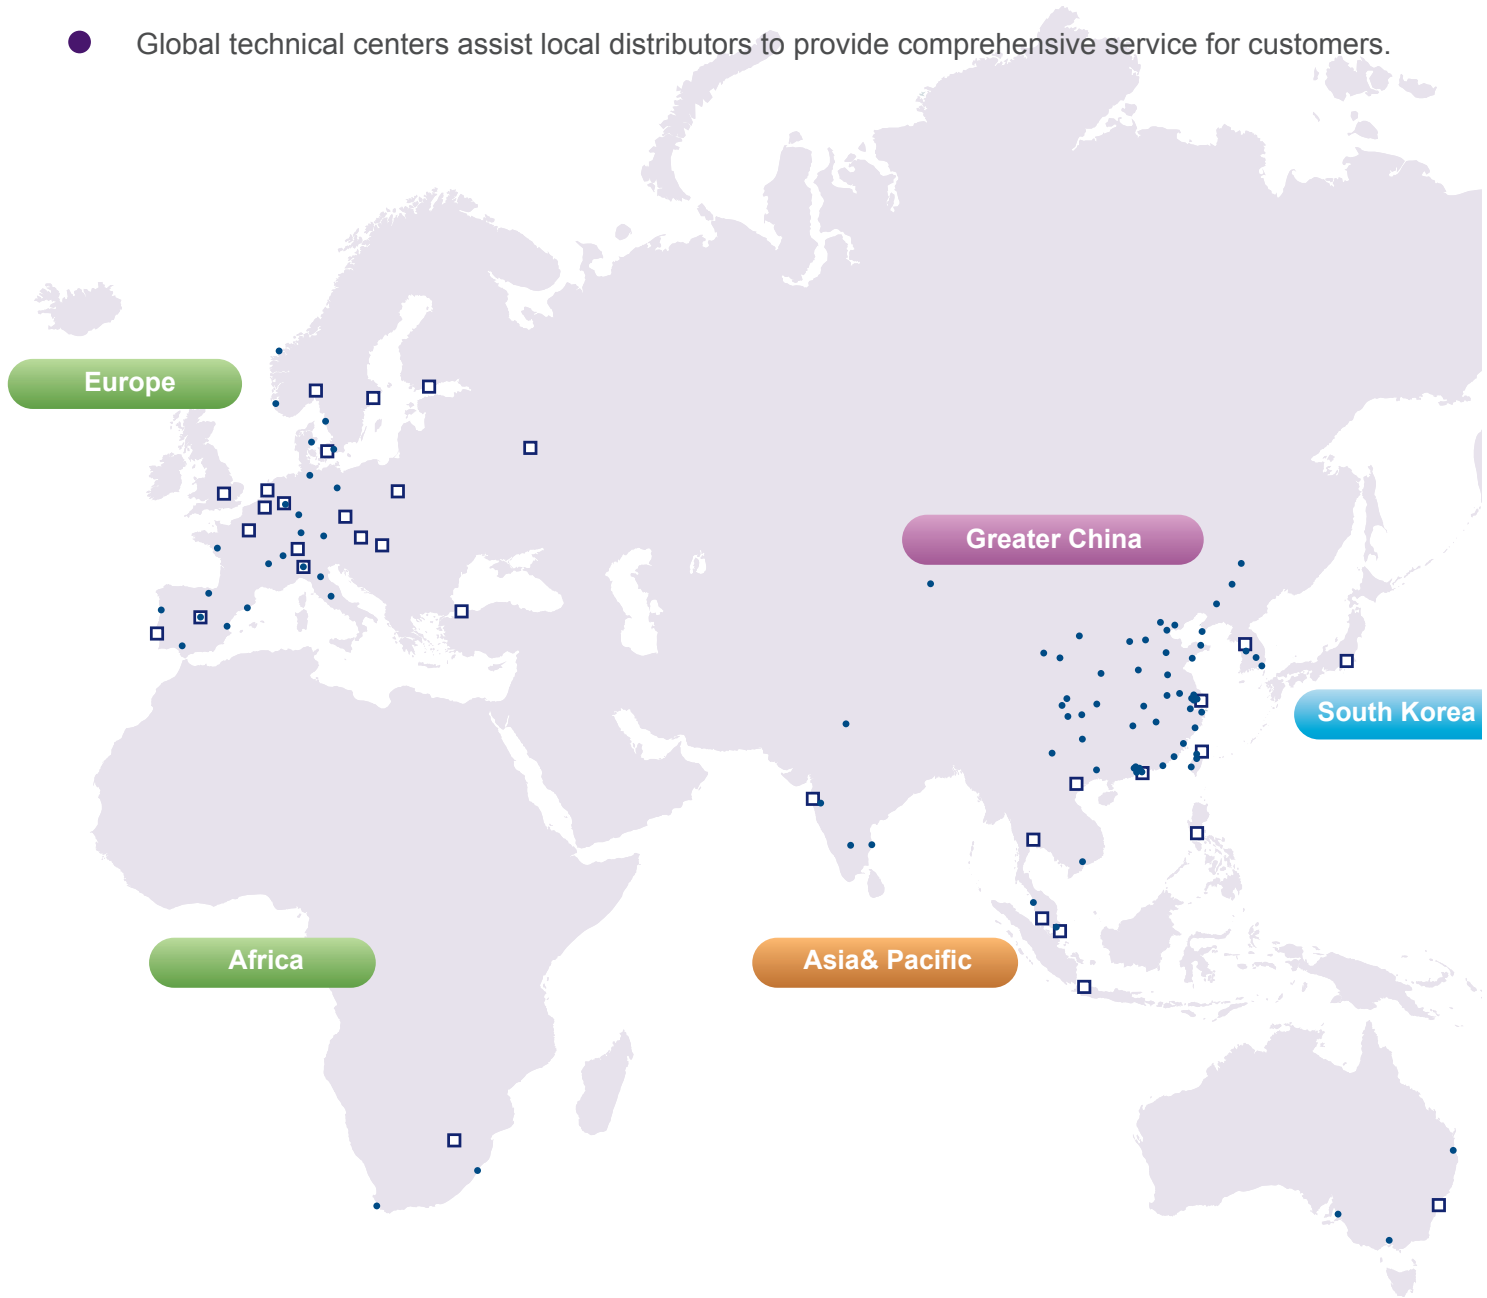 Global technical centers assist local distributors to provide comprehensive service for customers.
Europe
Greater China
South Korea
Africa
Asia& Pacific